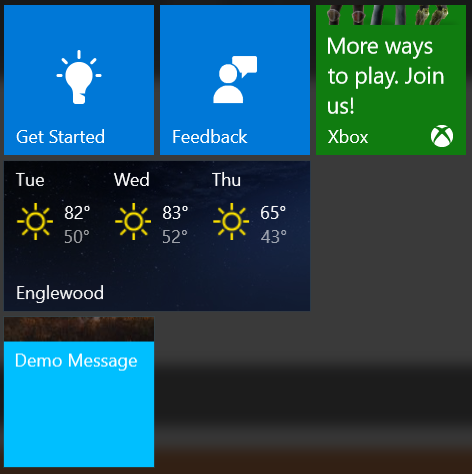 Get Started
Feedback
More ways
to play. Join
us!
Xbox
Tue
Wed
Thu
82°
50°
83°
52°
65°
43°
Englewood
Demo Message